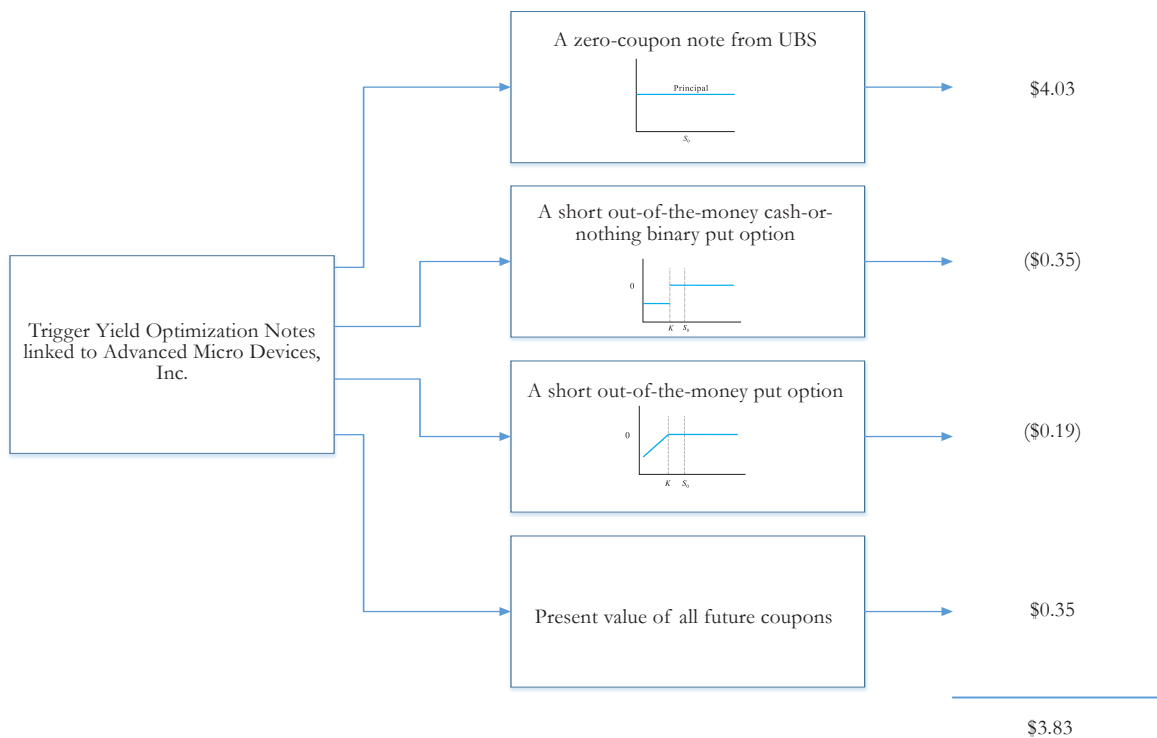 A zero-coupon note from UBS
Principal
S0
$4.03
A short out-of-the-money cash-or-
nothing binary put option
0
K
S0
($0.35)
Trigger Yield Optimization Notes
linked to Advanced Micro Devices,
Inc.
A short out-of-the-money put option
0
K
S0
($0.19)
Present value of all future coupons
$0.35
$3.83